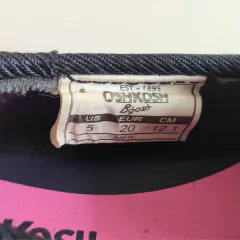 EST - 1895
OSHKOSH
B'gosh
US EUR CM
5 20 12.1